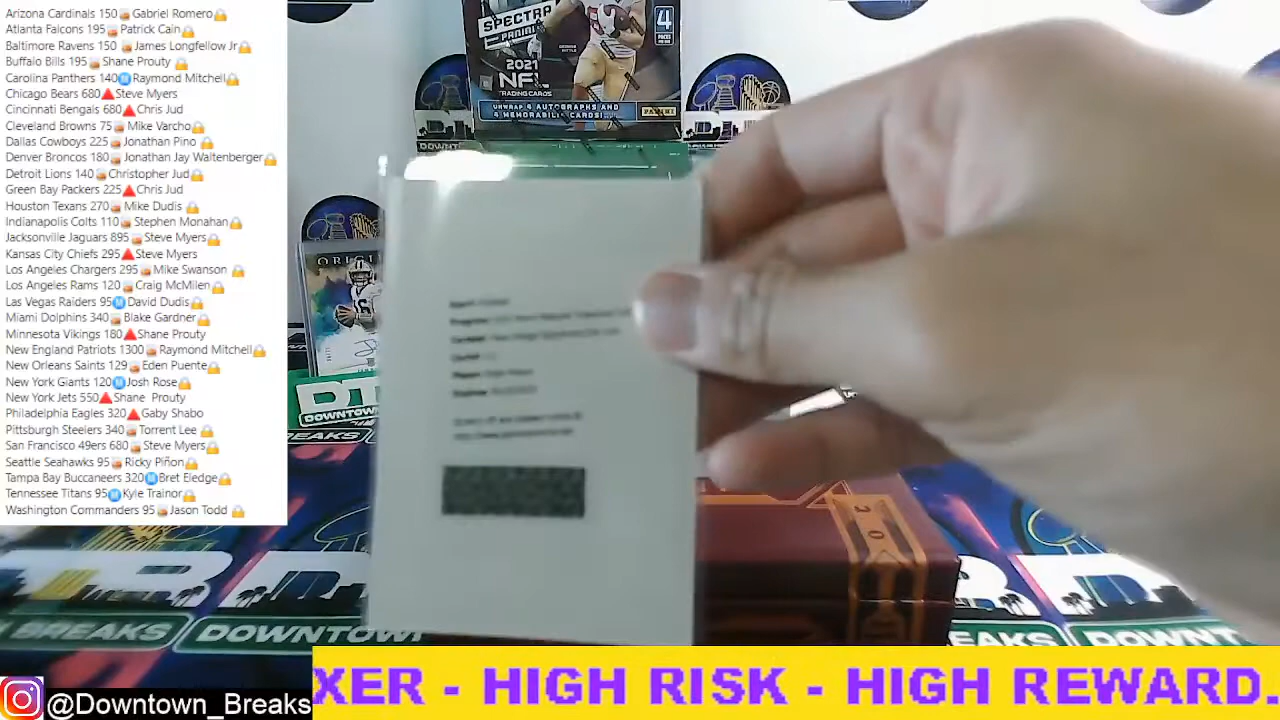 Arizona Cardinals 150 Gabriel Romero
Atlanta Falcons 195 Patrick Cain
Baltimore Ravens 150 James Longfellow Jr
Buffalo Bills 195 Shane Prouty
Carolina Panthers 140 Raymond Mitchell
Chicago Bears 680 Steve Myers
Cincinnati Bengals 680 Chris Jud
Cleveland Browns 75 Mike Varcho
Dallas Cowboys 225 Jonathan Pino
Denver Broncos 180 Jonathan Jay Waltenberger
Detroit Lions 140 Christopher Jud
Green Bay Packers 225 Chris Jud
Houston Texans 270 Mike Dudis
Indianapolis Colts 110 Stephen Monahan
Jacksonville Jaguars 895 Steve Myers
Kansas City Chiefs 295 Steve Myers
Los Angeles Chargers 295 Mike Swanson
Los Angeles Rams 120 Craig McMilen
Las Vegas Raiders 95 David Dudis
Miami Dolphins 340 Blake Gardner
Minnesota Vikings 180 Shane Prouty
New England Patriots 1300 Raymond Mitchell
New Orleans Saints 129 Eden Puente
New York Giants 120 Josh Rose
New York Jets 550 Shane Prouty
Philadelphia Eagles 320 Gaby Shabo
Pittsburgh Steelers 340 Torrent Lee
San Francisco 49ers 680 Steve Myers
Seattle Seahawks 95 Ricky Piñon
Tampa Bay Buccaneers 320 Bret Eledge
Tennessee Titans 95 Kyle Trainor
Washington Commanders 95 Jason Todd
SPECTRA
PANINI
4
2021
NFL
TRADING CARDS
UNWRAP 4 AUTOGRAPHS AND
4 MEMORABILIA CARDS!
PANINI
DOWNT
ORIGI
DT
DOWNTOWN
BREAKS
BREAKS
DOWNTOW
EAKS
DOWNT
@Downtown_Breaks
XER - HIGH RISK - HIGH REWARD.